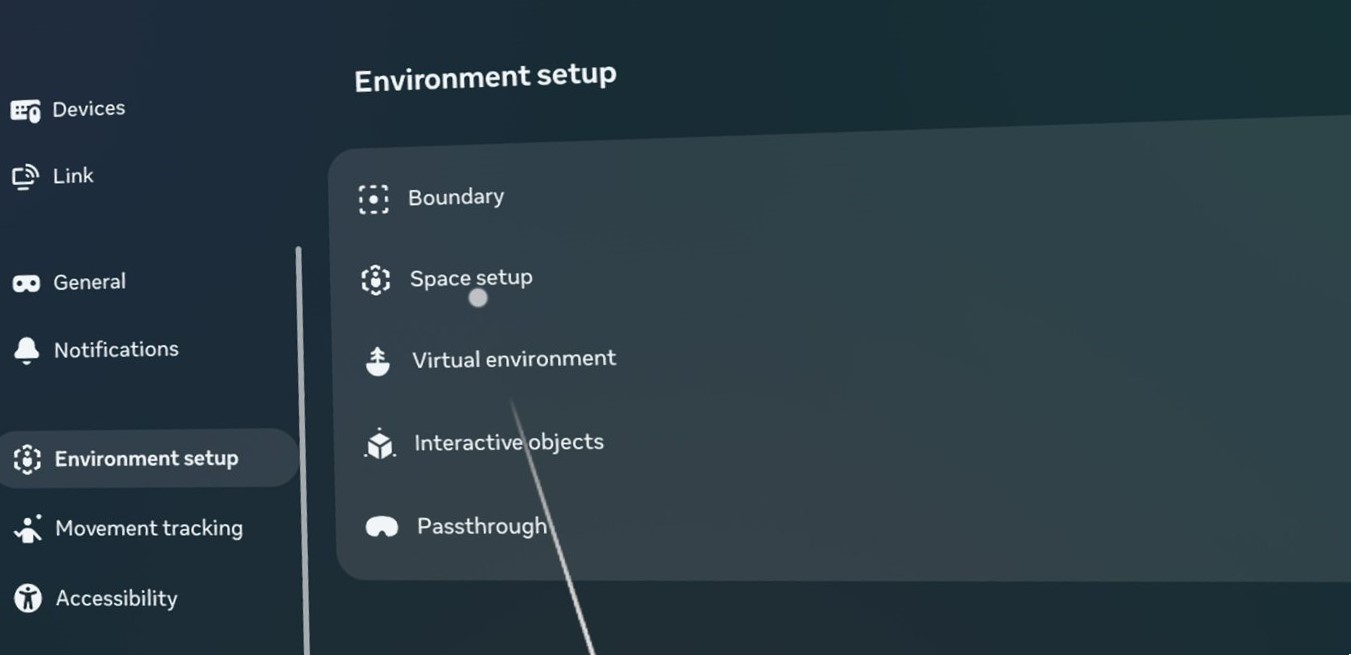 Devices
Link
General
Notifications
Environment setup
Movement tracking
Accessibility
Environment setup
Boundary
Space setup
Virtual environment
Interactive objects
Passthrough